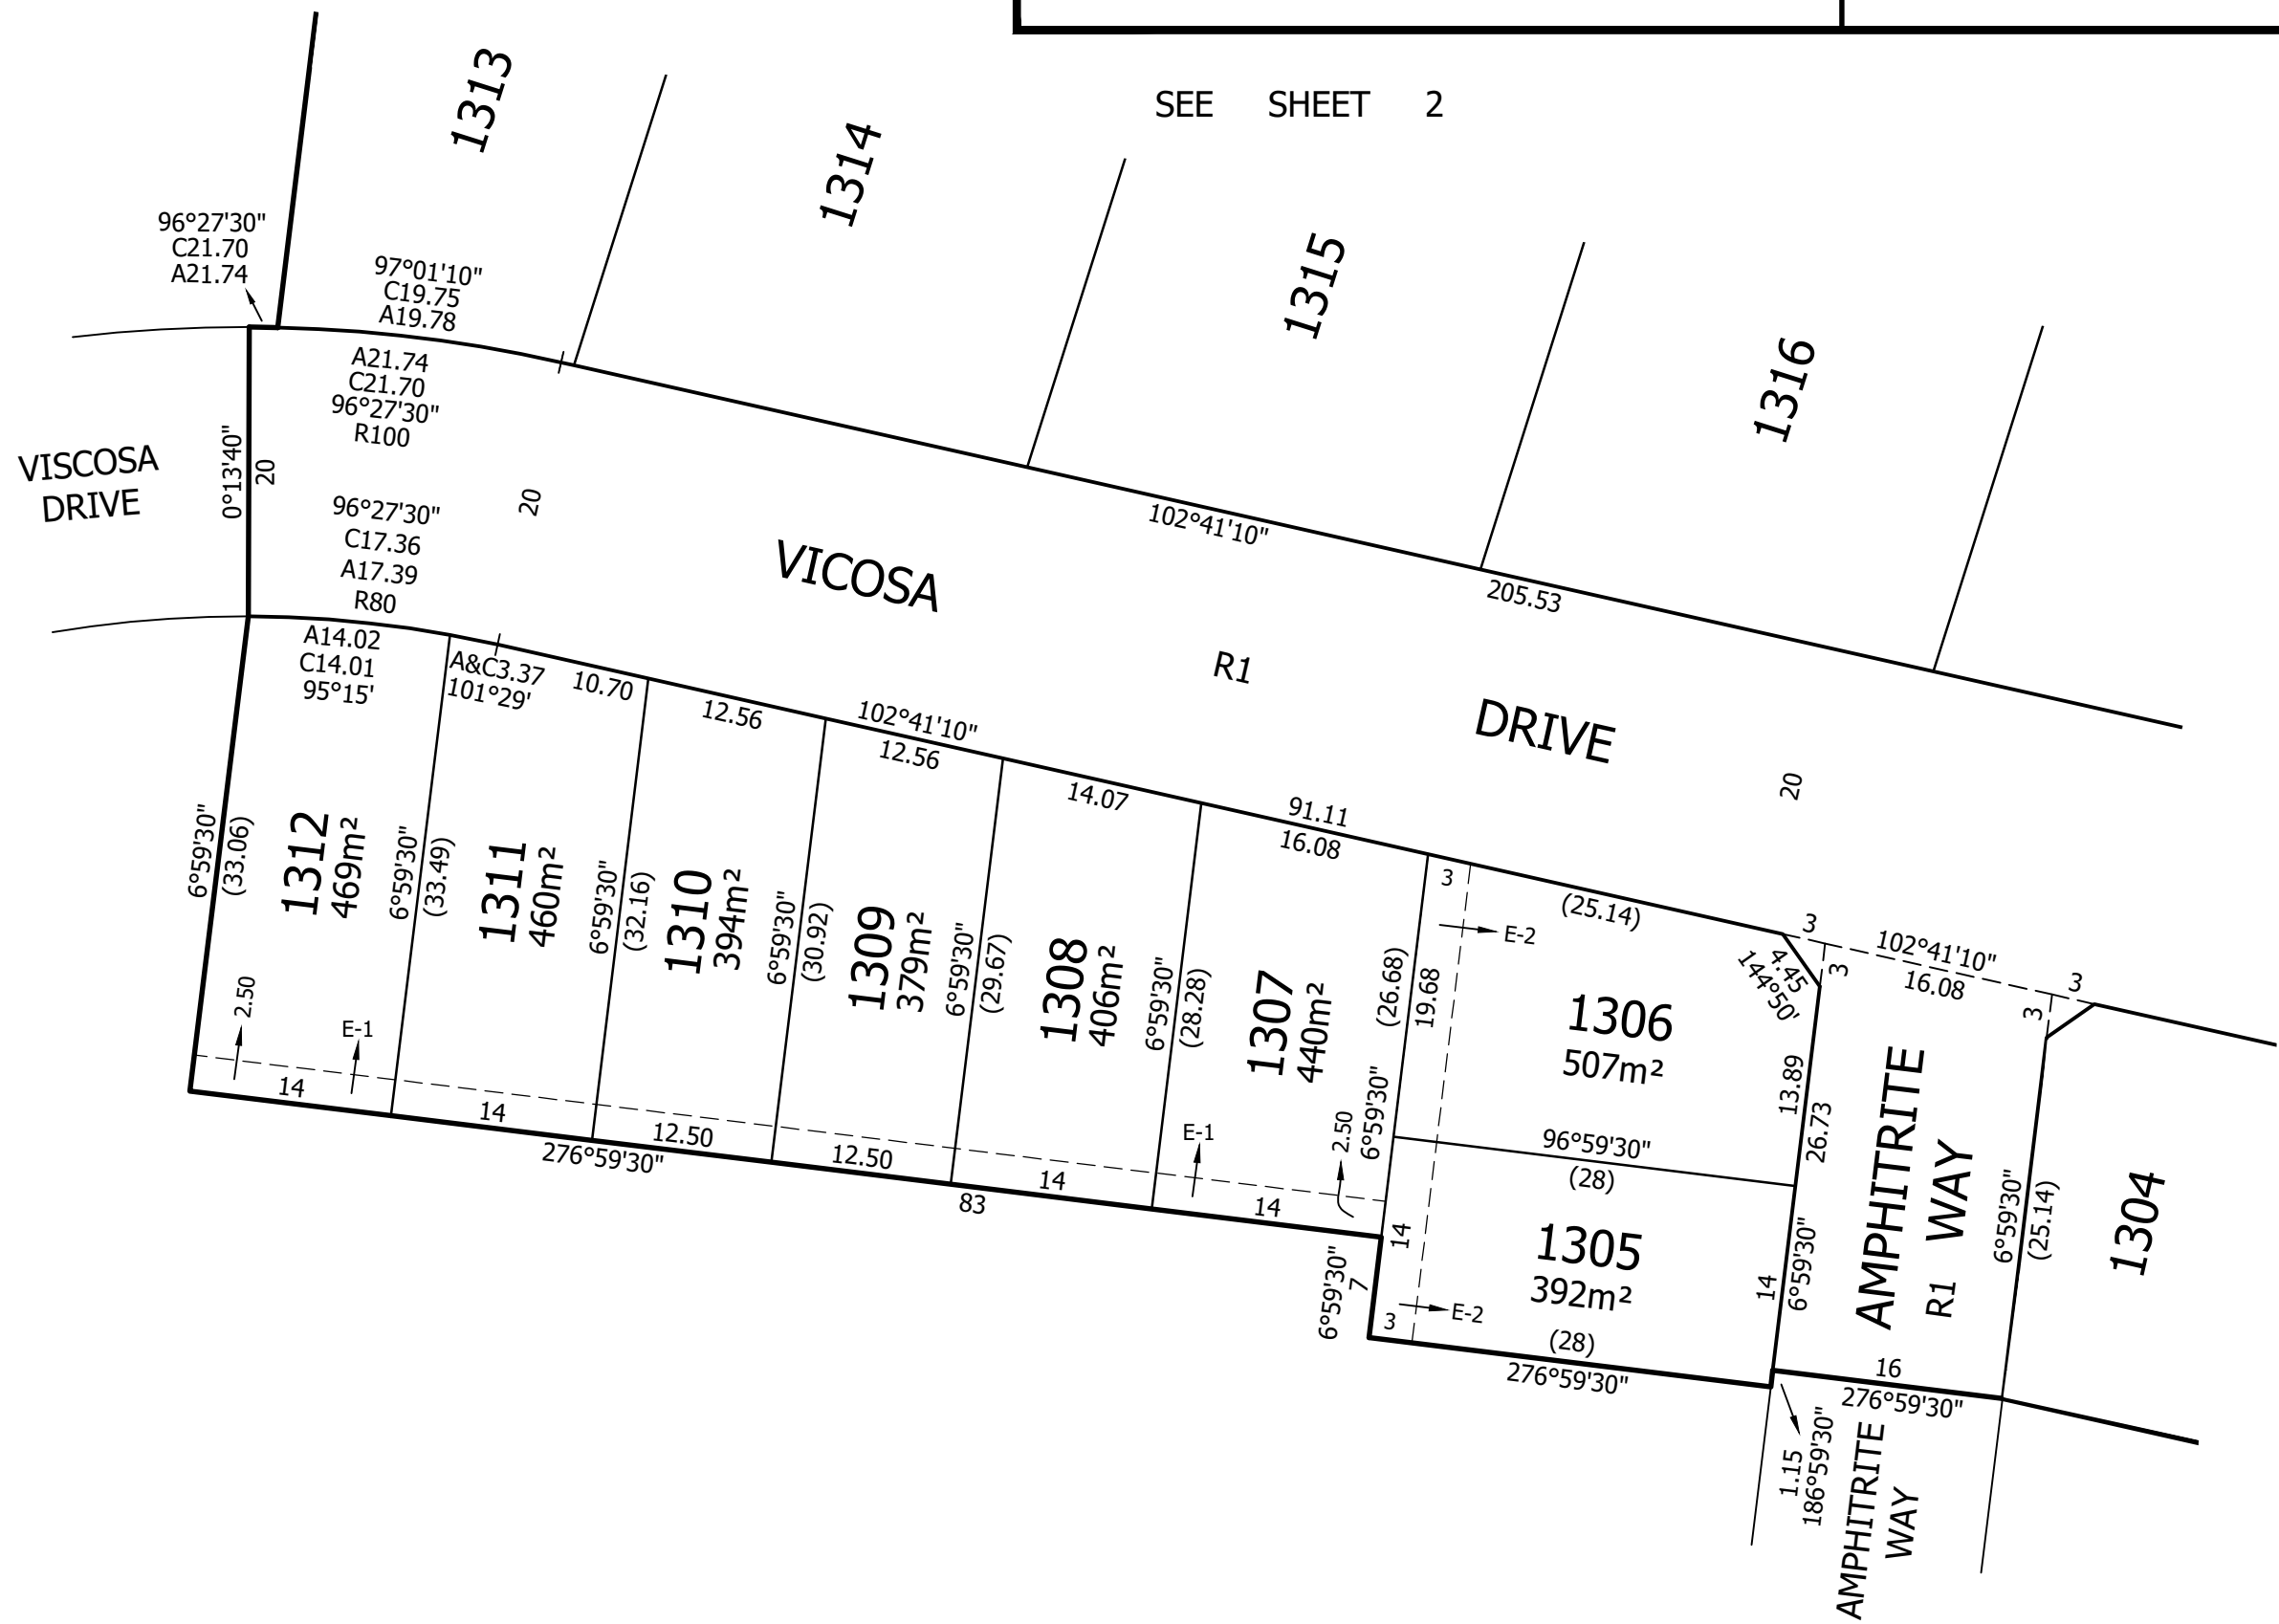 SEE SHEET 2
1313
1314
1315
1316
96°27'30"
C21.70
A21.74
97°01'10"
C19.75
A19.78
A21.74
C21.70
96°27'30"
R100
VISCOSA
DRIVE
0°13'40"
20
96°27'30"
C17.36
A17.39
R80
20
VICOSA
R1
DRIVE
20
102°41'10"
205.53
A14.02
C14.01
95°15'
A&C3.37
101°29'
10.70
12.56
102°41'10"
12.56
14.07
91.11
16.08
3
(25.14)
3
102°41'10"
16.08
3
4.45
144°50'
3
3
6°59'30"
(33.06)
1312
469m²
6°59'30"
(33.49)
1311
460m²
6°59'30"
(32.16)
1310
394m²
6°59'30"
(30.92)
1309
379m²
6°59'30"
(29.67)
1308
406m²
6°59'30"
(28.28)
1307
440m²
(26.68)
19.68
6°59'30"
E-2
1306
507m²
13.89
26.73
96°59'30"
(28)
2.50
E-1
14
14
12.50
276°59'30"
12.50
83
14
E-1
2.50
14
14
6°59'30"
7
3
E-2
1305
392m²
(28)
276°59'30"
14
6°59'30"
AMPHITRITE
WAY
R1
6°59'30"
(25.14)
1304
16
276°59'30"
1.15
186°59'30"
AMPHITRITE
WAY